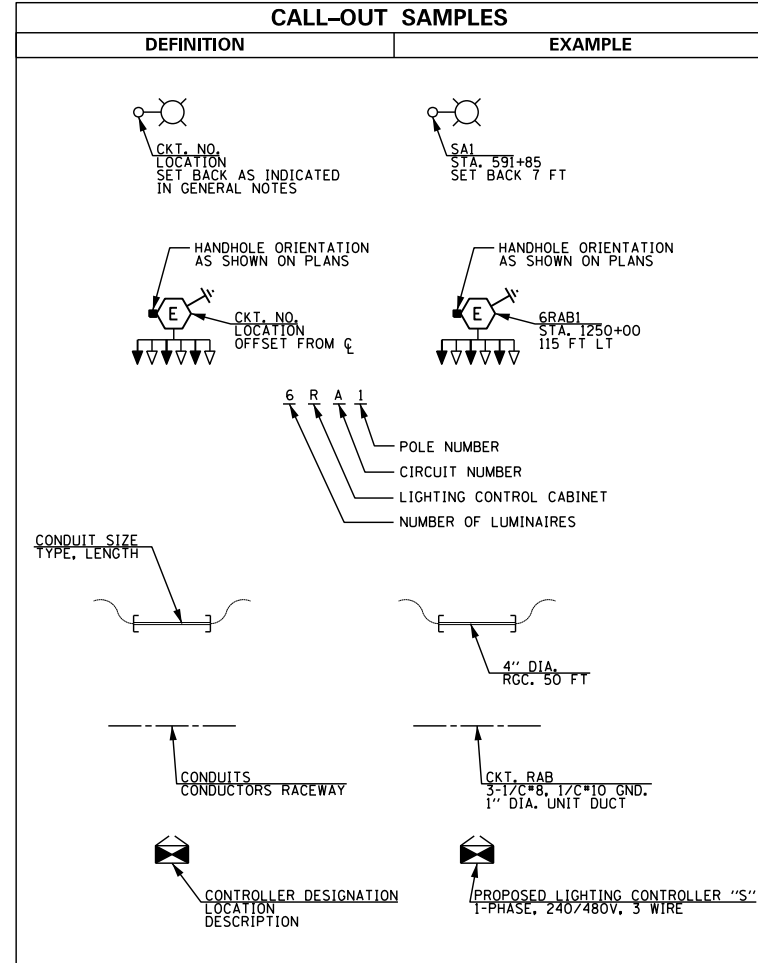 CALL-OUT SAMPLES
DEFINITION
EXAMPLE
CKT. NO.
LOCATION
SET BACK AS INDICATED
IN GENERAL NOTES
SA1
STA. 591+85
SET BACK 7 FT
HANDHOLE ORIENTATION
AS SHOWN ON PLANS
E
CKT. NO.
LOCATION
OFFSET FROM ℄
HANDHOLE ORIENTATION
AS SHOWN ON PLANS
E
6RAB1
STA. 1250+00
115 FT LT
6 R A 1
POLE NUMBER
CIRCUIT NUMBER
LIGHTING CONTROL CABINET
NUMBER OF LUMINAIRES
CONDUIT SIZE
TYPE, LENGTH
4" DIA.
RGC. 50 FT
CONDUITS
CONDUCTORS RACEWAY
CKT. RAB
3-1/C#8, 1/C#10 GND.
1" DIA. UNIT DUCT
CONTROLLER DESIGNATION
LOCATION
DESCRIPTION
PROPOSED LIGHTING CONTROLLER "S"
1-PHASE, 240/480V, 3 WIRE